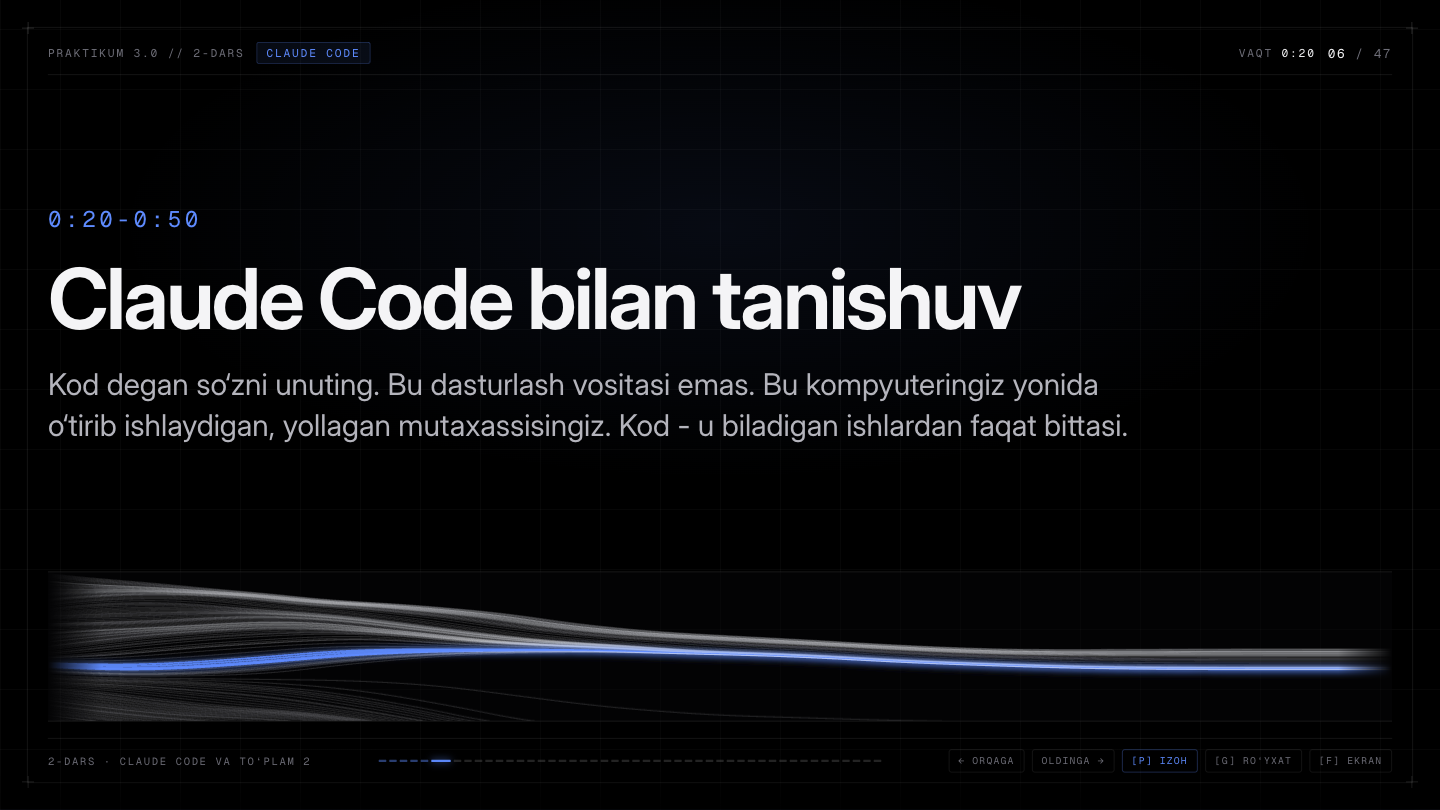 PRAKTIKUM 3.0 // 2-DARS CLAUDE CODE
VAQT 0:20 06 / 47
0:20-0:50
Claude Code bilan tanishuv
Kod degan so‘zni unuting. Bu dasturlash vositasi emas. Bu kompyuteringiz yonida
o‘tirib ishlaydigan, yollagan mutaxassisingiz. Kod - u biladigan ishlardan faqat bittasi.
2-DARS · CLAUDE CODE VA TO‘PLAM 2
← ORQAGA
OLDINGA →
[P] IZOH
[G] RO‘YXAT
[F] EKRAN